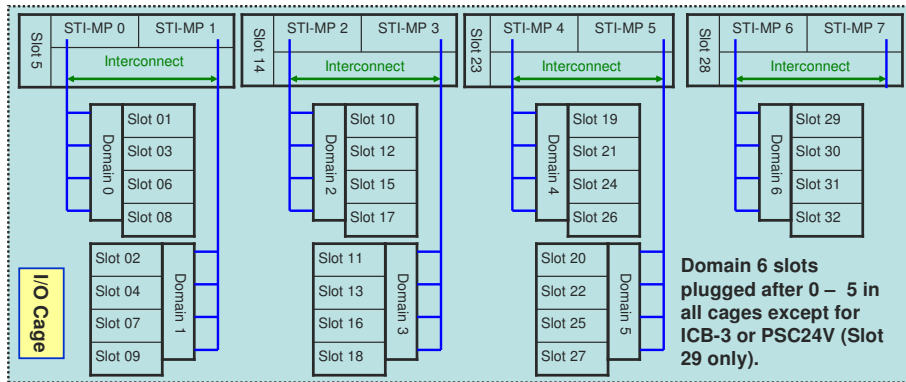 Slot 5
STI-MP 0
STI-MP 1
Interconnect
Slot 14
STI-MP 2
STI-MP 3
Interconnect
Slot 23
STI-MP 4
STI-MP 5
Interconnect
Slot 28
STI-MP 6
STI-MP 7
Interconnect
Domain 0
Slot 01
Slot 03
Slot 06
Slot 08
Domain 2
Slot 10
Slot 12
Slot 15
Slot 17
Domain 4
Slot 19
Slot 21
Slot 24
Slot 26
Domain 6
Slot 29
Slot 30
Slot 31
Slot 32
I/O Cage
Slot 02
Slot 04
Slot 07
Slot 09
Domain 1
Slot 11
Slot 13
Slot 16
Slot 18
Domain 3
Slot 20
Slot 22
Slot 25
Slot 27
Domain 5
Domain 6 slots
plugged after 0 – 5 in
all cages except for
ICB-3 or PSC24V (Slot
29 only).